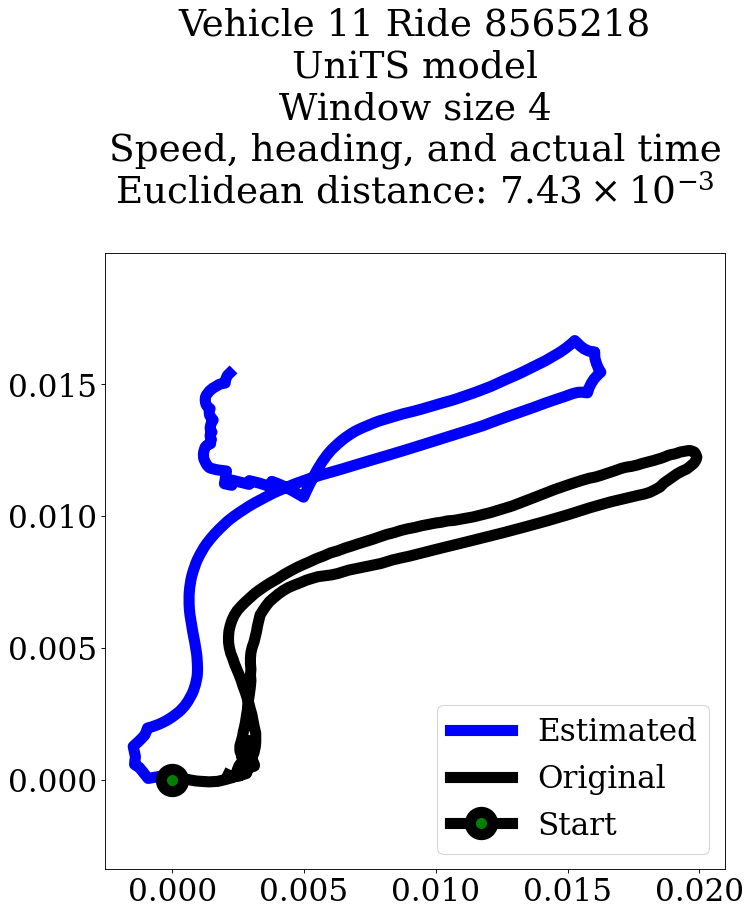 Vehicle 11 Ride 8565218
UniTS model
Window size 4
Speed, heading, and actual time
Euclidean distance: 7.43 × 10⁻³
0.015
0.010
0.005
0.000
Estimated
Original
Start
0.000 0.005 0.010 0.015 0.020